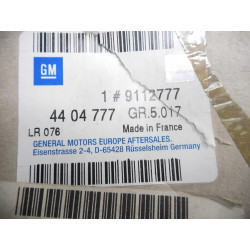 GM
1 # 9112777
44 04 777 GR.5.017
LR 076 Made in France
GENERAL MOTORS EUROPE AFTERSALES.
Eisenstrasse 2-4, D-65428 Rüsselsheim Germany